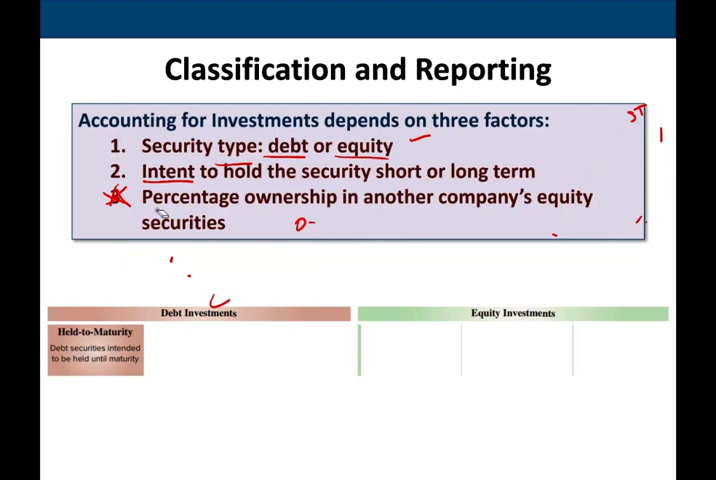 Classification and Reporting
Accounting for Investments depends on three factors:
ST
1. Security type: debt or equity
2. Intent to hold the security short or long term
3. Percentage ownership in another company's equity
securities
0-
Debt Investments
Equity Investments
Held-to-Maturity
Debt securities intended
to be held until maturity